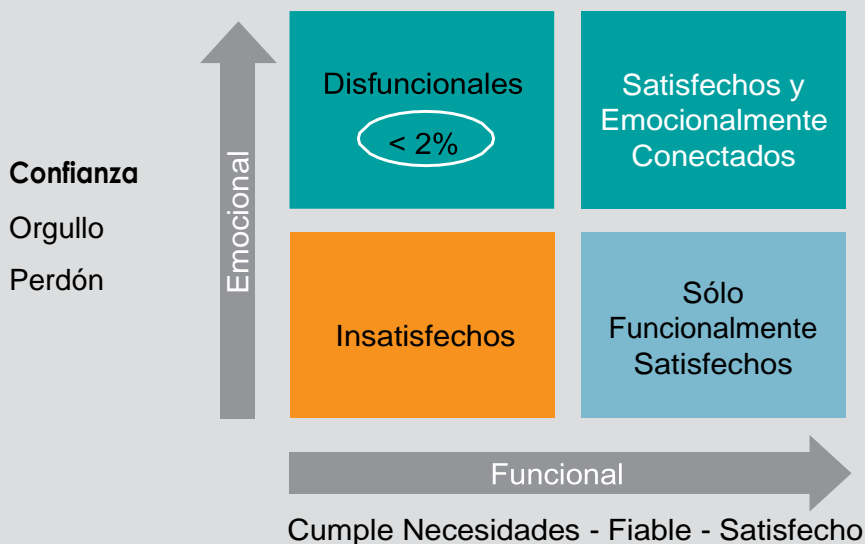 Disfuncionales
< 2%
Satisfechos y
Emocionalmente
Conectados
Confianza
Orgullo
Perdón
Emocional
Insatisfechos
Sólo
Funcionalmente
Satisfechos
Funcional
Cumple Necesidades - Fiable - Satisfecho